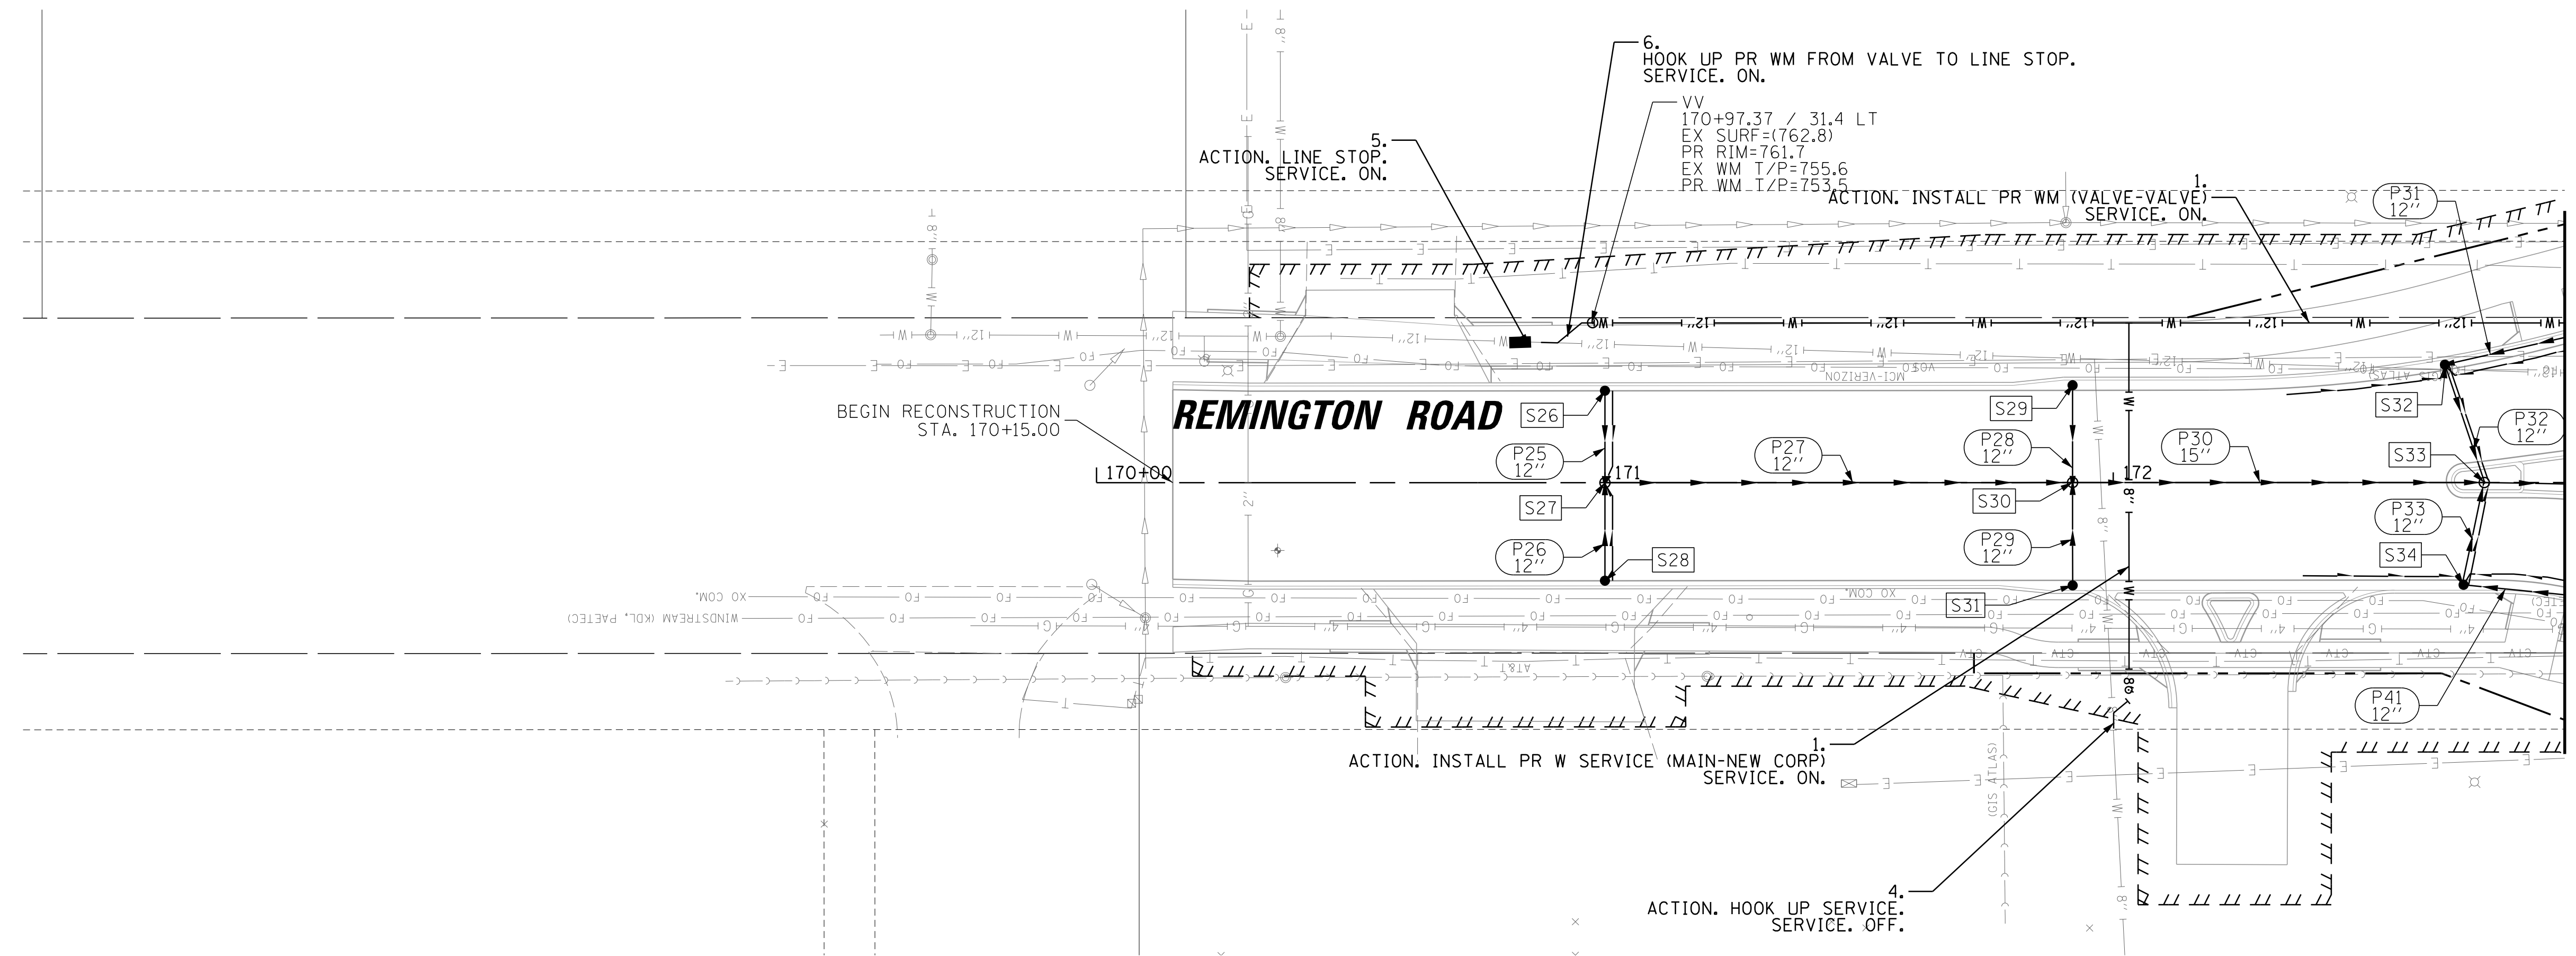 6.
HOOK UP PR WM FROM VALVE TO LINE STOP.
SERVICE. ON.
VV
170+97.37 / 31.4 LT
EX SURF=(762.8)
PR RIM=761.7
EX WM T/P=755.6
PR WM T/P=753.5
5.
ACTION. LINE STOP.
SERVICE. ON.
1.
ACTION. INSTALL PR WM (VALVE-VALVE)
SERVICE. ON.
P31
12''
BEGIN RECONSTRUCTION
STA. 170+15.00
REMINGTON ROAD
MCI-VERIZON
S26
S29
S32
P25
12''
P27
12''
P28
12''
P30
15''
P32
12''
S33
170+00
171
172
S27
S30
P26
12''
S28
P29
12''
P33
12''
S34
S31
XO COM.
XO COM.
WINDSTREAM (KDL, PAETEC)
AT&T
P41
12''
1.
ACTION. INSTALL PR W SERVICE (MAIN-NEW CORP)
SERVICE. ON.
(GIS ATLAS)
4.
ACTION. HOOK UP SERVICE.
SERVICE. OFF.